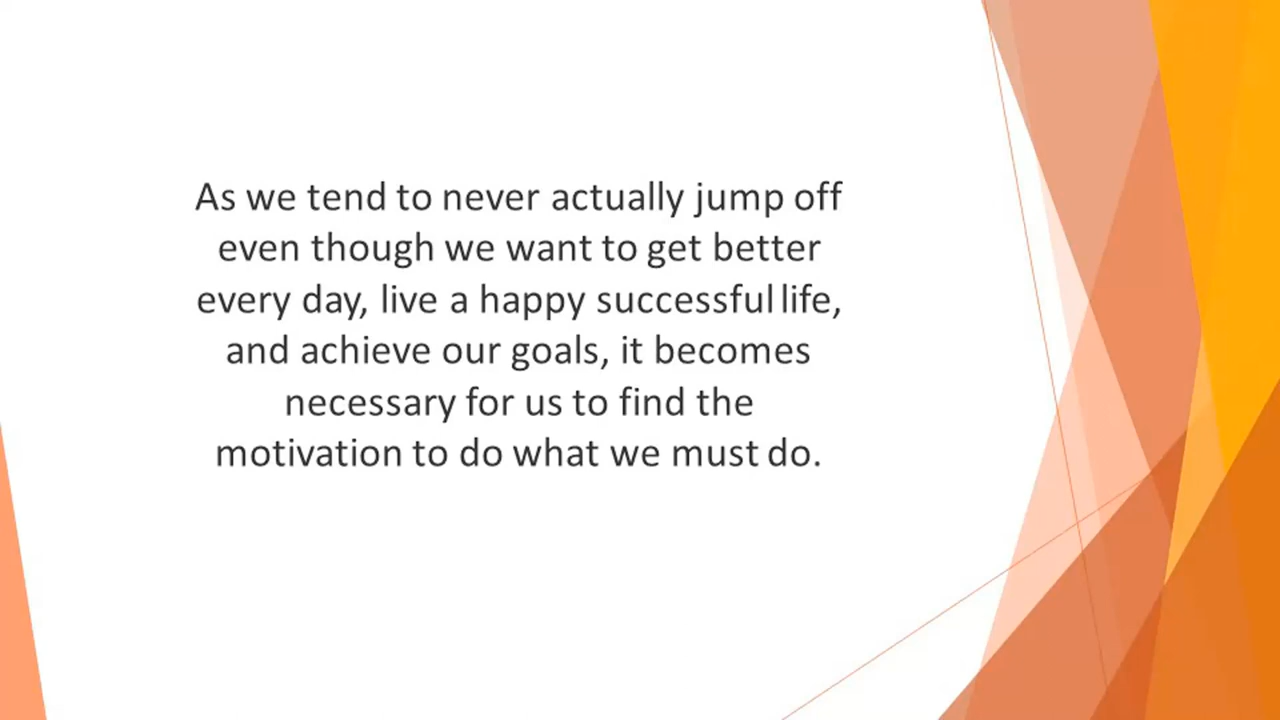 As we tend to never actually jump off
even though we want to get better
every day, live a happy successful life,
and achieve our goals, it becomes
necessary for us to find the
motivation to do what we must do.